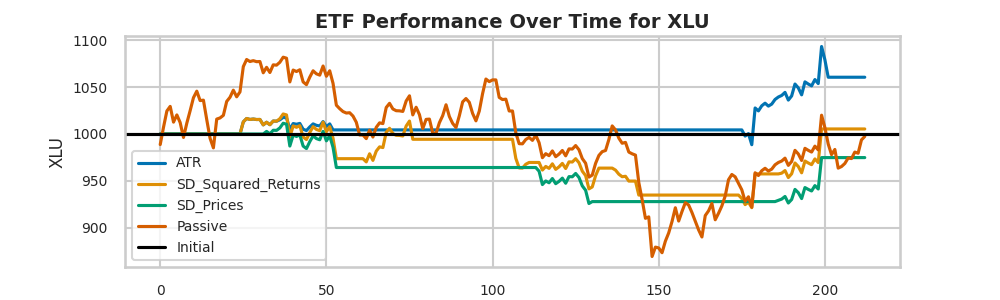 ETF Performance Over Time for XLU
1100
1050
1000
950
900
XLU
ATR
SD_Squared_Returns
SD_Prices
Passive
Initial
0
50
100
150
200